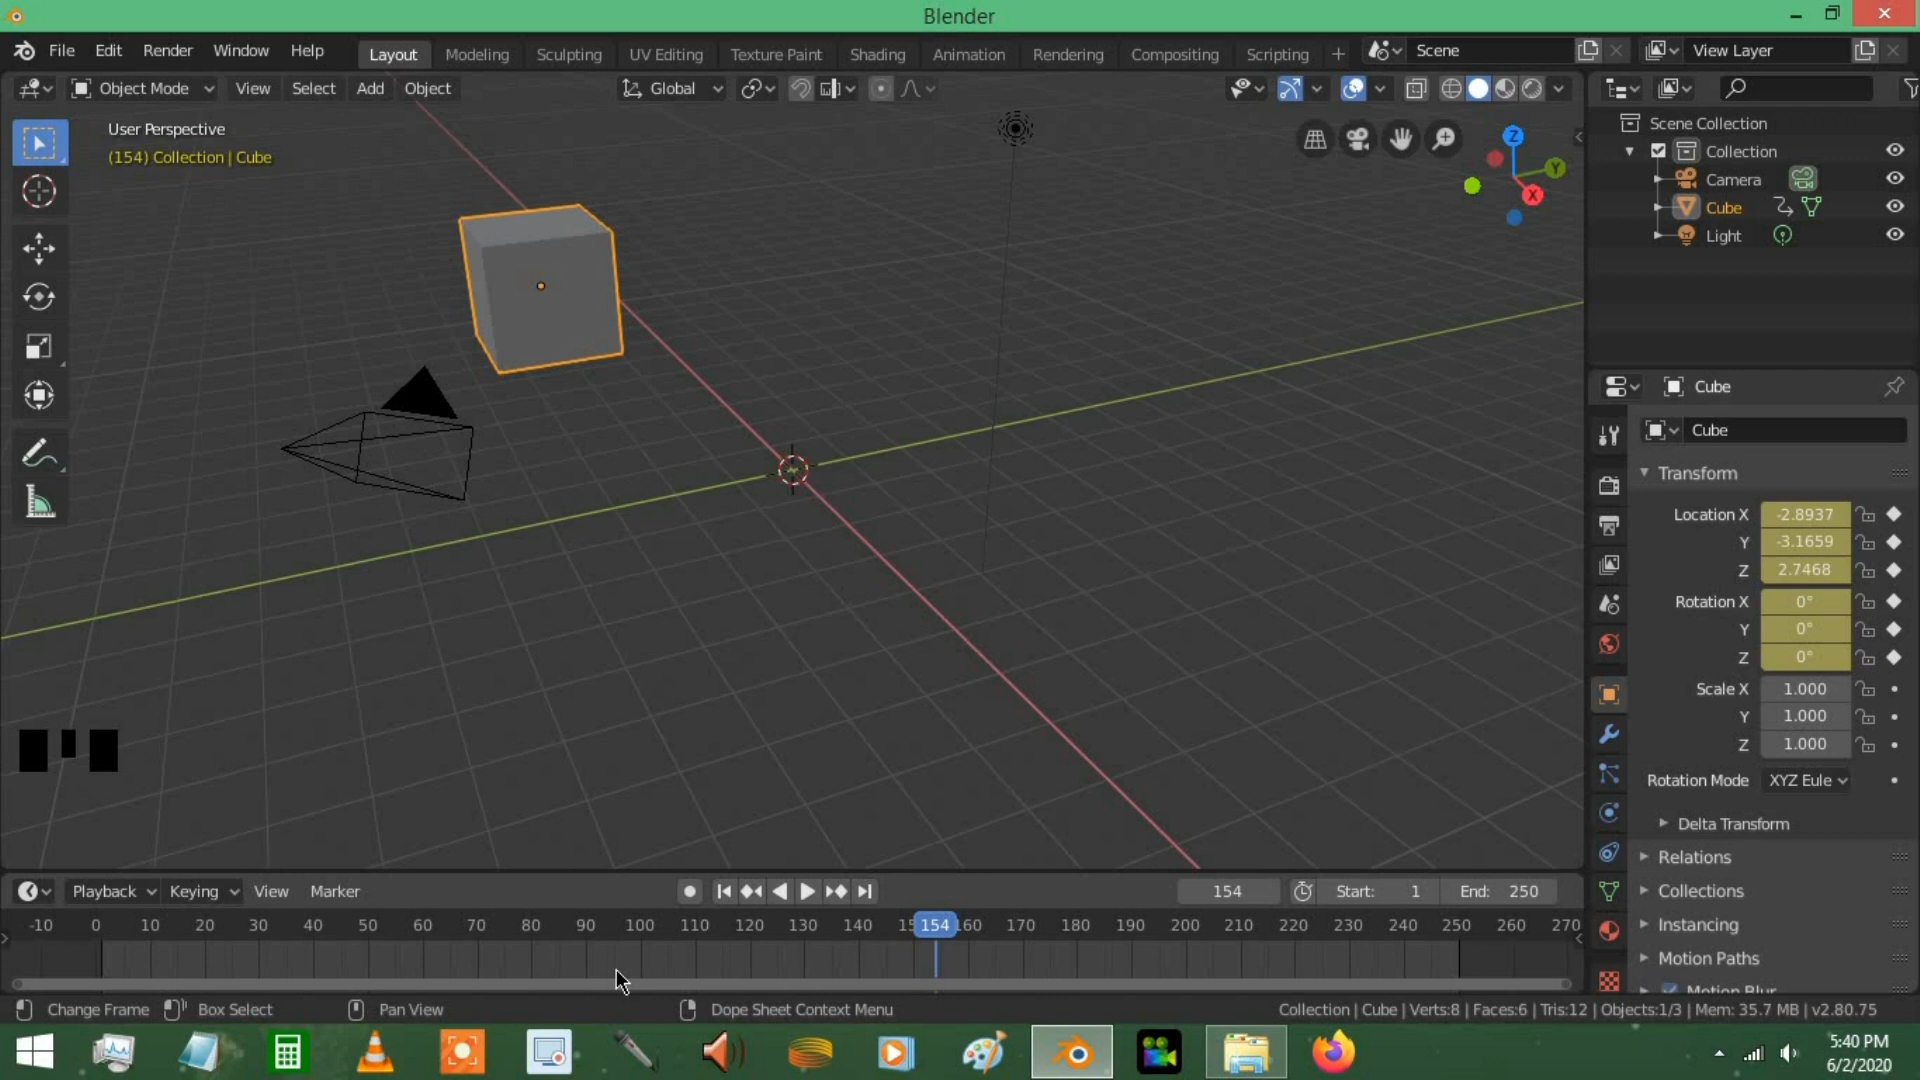 Blender
File Edit Render Window Help Layout Modeling Sculpting UV Editing Texture Paint Shading Animation Rendering Compositing Scripting + Scene View Layer
Object Mode View Select Add Object Global
User Perspective
(154) Collection | Cube
Z
Y
X
Scene Collection
Collection
Camera
Cube
Light
Cube
Cube
Transform
Location X -2.8937
Y -3.1659
Z 2.7468
Rotation X 0°
Y 0°
Z 0°
Scale X 1.000
Y 1.000
Z 1.000
Rotation Mode XYZ Eule
Delta Transform
Relations
Collections
Instancing
Motion Paths
Motion Blur
Playback Keying View Marker 154 Start: 1 End: 250
-10 0 10 20 30 40 50 60 70 80 90 100 110 120 130 140 154 160 170 180 190 200 210 220 230 240 250 260 270
Change Frame Box Select Pan View Dope Sheet Context Menu Collection | Cube | Verts:8 | Faces:6 | Tris:12 | Objects:1/3 | Mem: 35.7 MB | v2.80.75
5:40 PM
6/2/2020